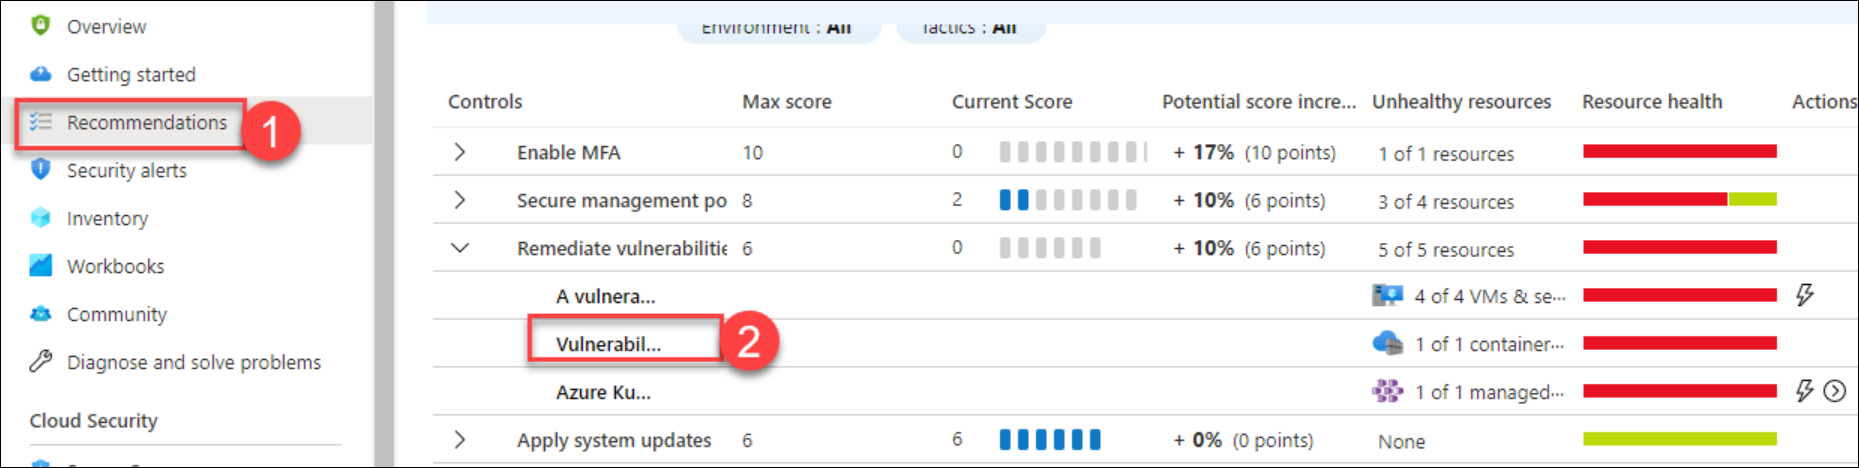 Overview
Getting started
Recommendations
1
Security alerts
Inventory
Workbooks
Community
Diagnose and solve problems
Cloud Security
Environment : All
Tactics : All
Controls Max score Current Score Potential score incre... Unhealthy resources Resource health Actions
Enable MFA 10 0 + 17% (10 points) 1 of 1 resources
Secure management po 8 2 + 10% (6 points) 3 of 4 resources
Remediate vulnerabilitie 6 0 + 10% (6 points) 5 of 5 resources
A vulnera... 4 of 4 VMs & se...
Vulnerabil... 2 1 of 1 container...
Azure Ku... 1 of 1 managed...
Apply system updates 6 6 + 0% (0 points) None